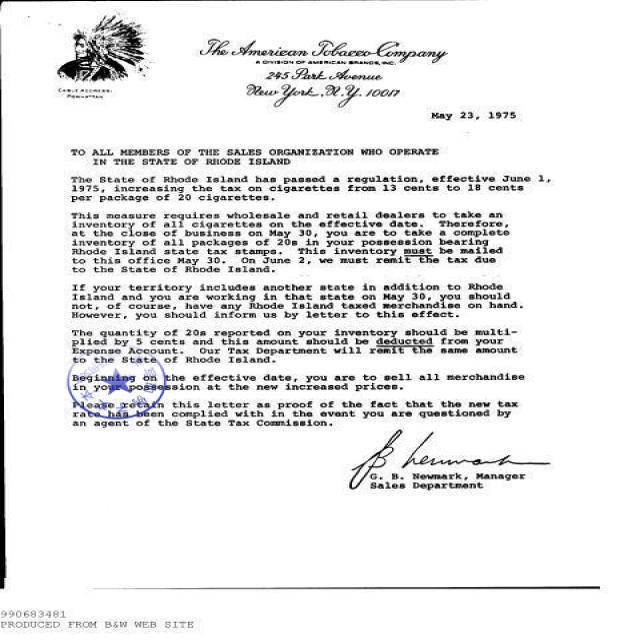 The American Tobacco Company
A DIVISION OF AMERICAN BRANDS, INC.
245 Park Avenue
New York, N.Y. 10017
CABLE ADDRESS:
POWHATTAN
May 23, 1975
TO ALL MEMBERS OF THE SALES ORGANIZATION WHO OPERATE
IN THE STATE OF RHODE ISLAND
The State of Rhode Island has passed a regulation, effective June 1,
1975, increasing the tax on cigarettes from 13 cents to 18 cents
per package of 20 cigarettes.
This measure requires wholesale and retail dealers to take an
inventory of all cigarettes on the effective date. Therefore,
at the close of business on May 30, you are to take a complete
inventory of all packages of 20s in your possession bearing
Rhode Island state tax stamps. This inventory must be mailed
to this office May 30. On June 2, we must remit the tax due
to the State of Rhode Island.
If your territory includes another state in addition to Rhode
Island and you are working in that state on May 30, you should
not, of course, have any Rhode Island taxed merchandise on hand.
However, you should inform us by letter to this effect.
The quantity of 20s reported on your inventory should be multi-
plied by 5 cents and this amount should be deducted from your
Expense Account. Our Tax Department will remit the same amount
to the State of Rhode Island.
Beginning on the effective date, you are to sell all merchandise
in your possession at the new increased prices.
Please retain this letter as proof of the fact that the new tax
rate has been complied with in the event you are questioned by
an agent of the State Tax Commission.
G. B. Newmark, Manager
Sales Department
990683481
PRODUCED FROM B&W WEB SITE